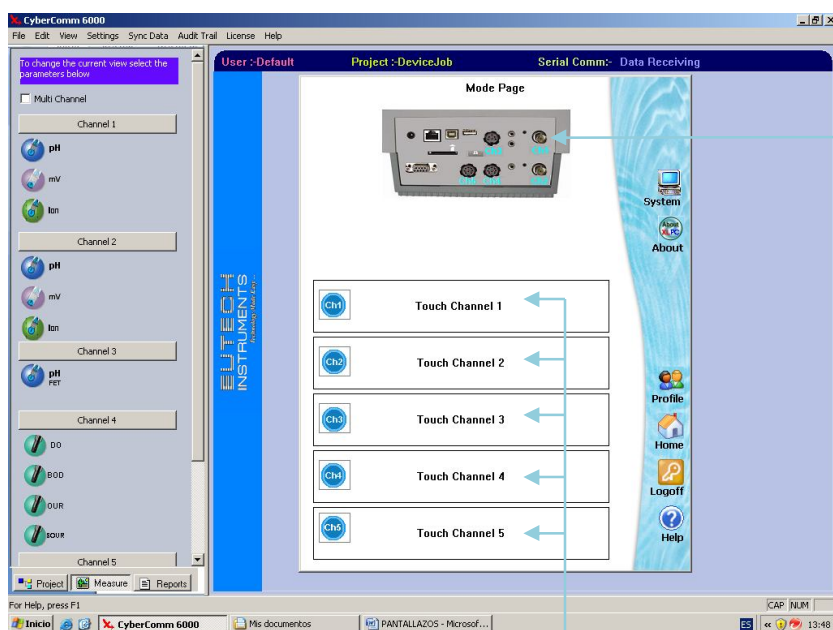 CyberComm 6000
File Edit View Settings Sync Data Audit Trail License Help
To change the current view select the
parameters below
Multi Channel
Channel 1
pH
mV
Ion
Channel 2
pH
mV
Ion
Channel 3
pH
FET
Channel 4
DO
BOD
OUR
SOUR
Channel 5
Project Measure Reports
User :-Default Project :-DeviceJob Serial Comm:- Data Receiving
EUTECH
INSTRUMENTS
Technology Made Easy...
Mode Page
System
About
XLPC
About
Ch1 Touch Channel 1
Ch2 Touch Channel 2
Ch3 Touch Channel 3
Ch4 Touch Channel 4
Ch5 Touch Channel 5
Profile
Home
Logoff
Help
For Help, press F1
CAP NUM
Inicio CyberComm 6000 Mis documentos PANTALLAZOS - Microsof... ES 13:48